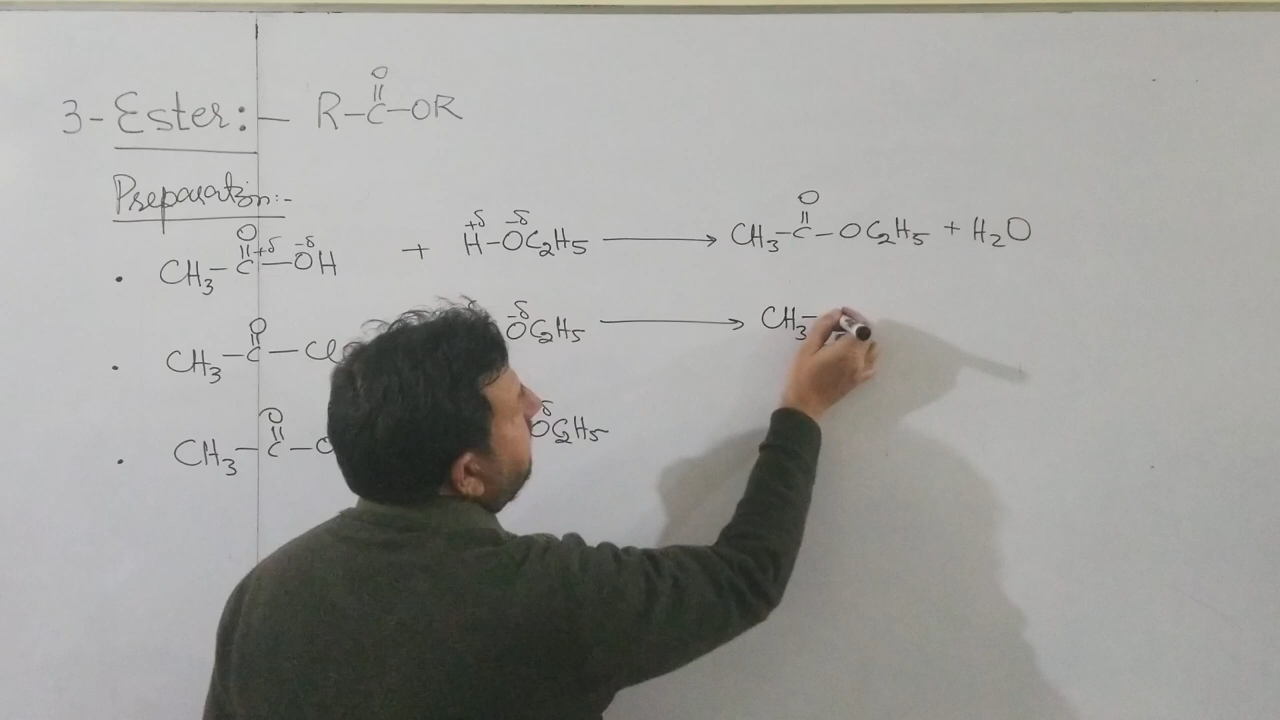 3- Ester:- R-C-OR
O
||
Preparation:-
O
||
. CH3-C-OH + H-OC2H5 → CH3-C-OC2H5 + H2O
+δ -δ +δ -δ
O
||
O
||
. CH3-C-Cl OC2H5 → CH3-
-δ
O
||
. CH3-C- OC2H5
δ